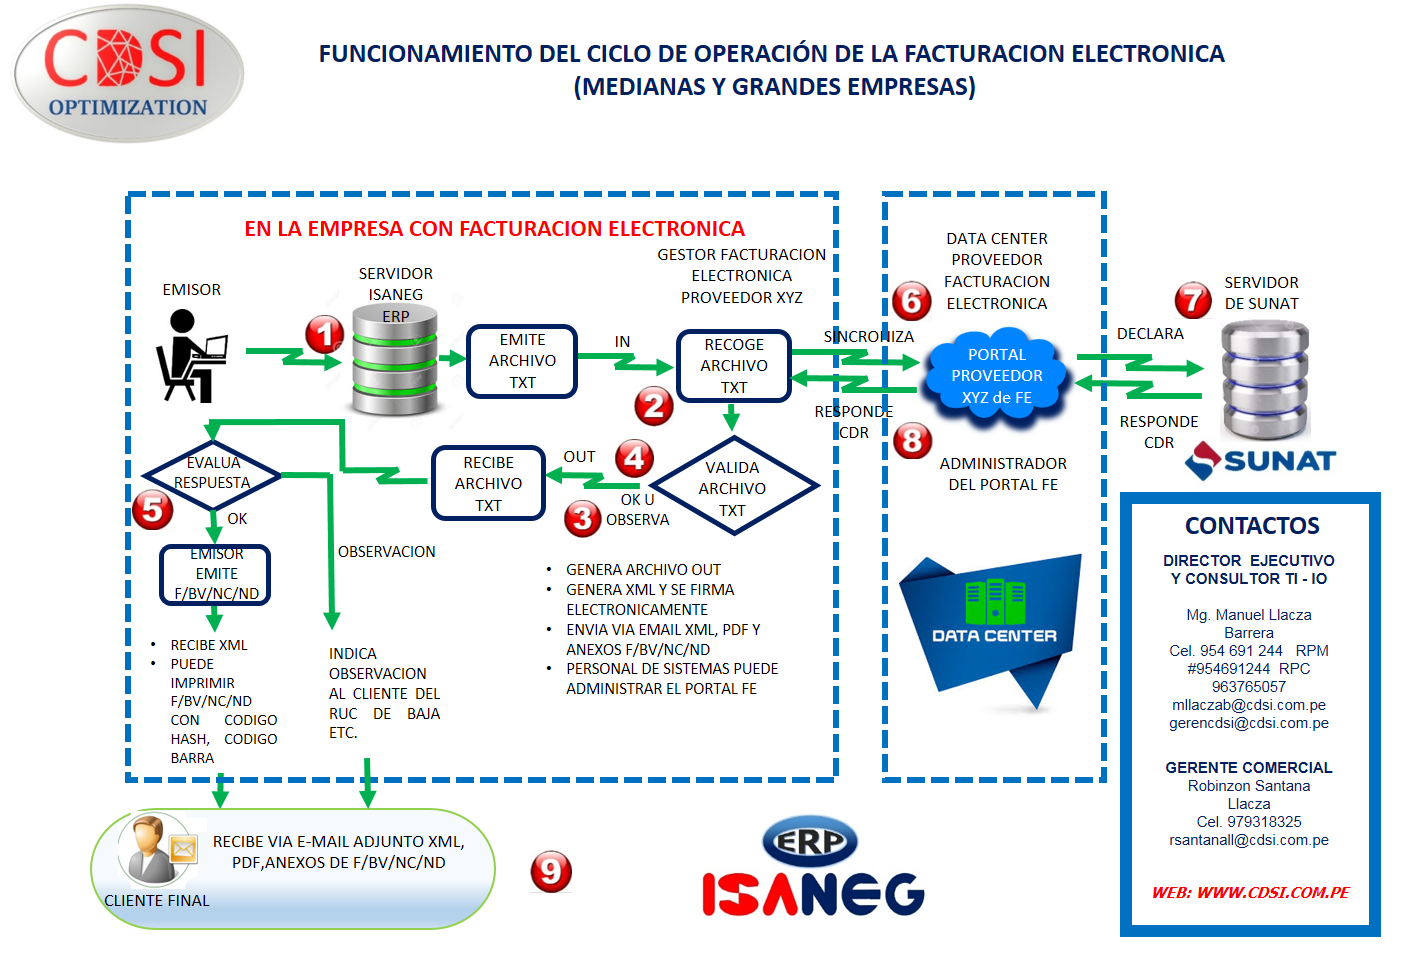 CDSI
OPTIMIZATION
FUNCIONAMIENTO DEL CICLO DE OPERACIÓN DE LA FACTURACION ELECTRONICA
(MEDIANAS Y GRANDES EMPRESAS)
EN LA EMPRESA CON FACTURACION ELECTRONICA
EMISOR
1
SERVIDOR
ISANEG
ERP
EMITE
ARCHIVO
TXT
IN
GESTOR FACTURACION
ELECTRONICA
PROVEEDOR XYZ
RECOGE
ARCHIVO
TXT
2
SINCRONIZA
RESPONDE
CDR
6
DATA CENTER
PROVEEDOR
FACTURACION
ELECTRONICA
PORTAL
PROVEEDOR
XYZ de FE
8
ADMINISTRADOR
DEL PORTAL FE
DATA CENTER
DECLARA
RESPONDE
CDR
7
SERVIDOR
DE SUNAT
SUNAT
VALIDA
ARCHIVO
TXT
4
OUT
3
OK U
OBSERVA
RECIBE
ARCHIVO
TXT
EVALUA
RESPUESTA
5
OK
OBSERVACION
EMISOR
EMITE
F/BV/NC/ND
• RECIBE XML
• PUEDE
IMPRIMIR
F/BV/NC/ND
CON CODIGO
HASH, CODIGO
BARRA
INDICA
OBSERVACION
AL CLIENTE DEL
RUC DE BAJA
ETC.
• GENERA ARCHIVO OUT
• GENERA XML Y SE FIRMA
ELECTRONICAMENTE
• ENVIA VIA EMAIL XML, PDF Y
ANEXOS F/BV/NC/ND
• PERSONAL DE SISTEMAS PUEDE
ADMINISTRAR EL PORTAL FE
RECIBE VIA E-MAIL ADJUNTO XML,
PDF,ANEXOS DE F/BV/NC/ND
CLIENTE FINAL
9
ERP
ISANEG
CONTACTOS
DIRECTOR EJECUTIVO
Y CONSULTOR TI - IO
Mg. Manuel Llacza
Barrera
Cel. 954 691 244 RPM
#954691244 RPC
963765057
mllaczab@cdsi.com.pe
gerencdsi@cdsi.com.pe
GERENTE COMERCIAL
Robinzon Santana
Llacza
Cel. 979318325
rsantanall@cdsi.com.pe
WEB: WWW.CDSI.COM.PE